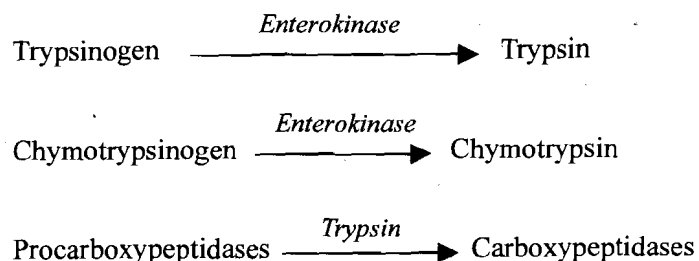 Enterokinase
Trypsinogen Trypsin
Enterokinase
Chymotrypsinogen Chymotrypsin
Trypsin
Procarboxypeptidases Carboxypeptidases